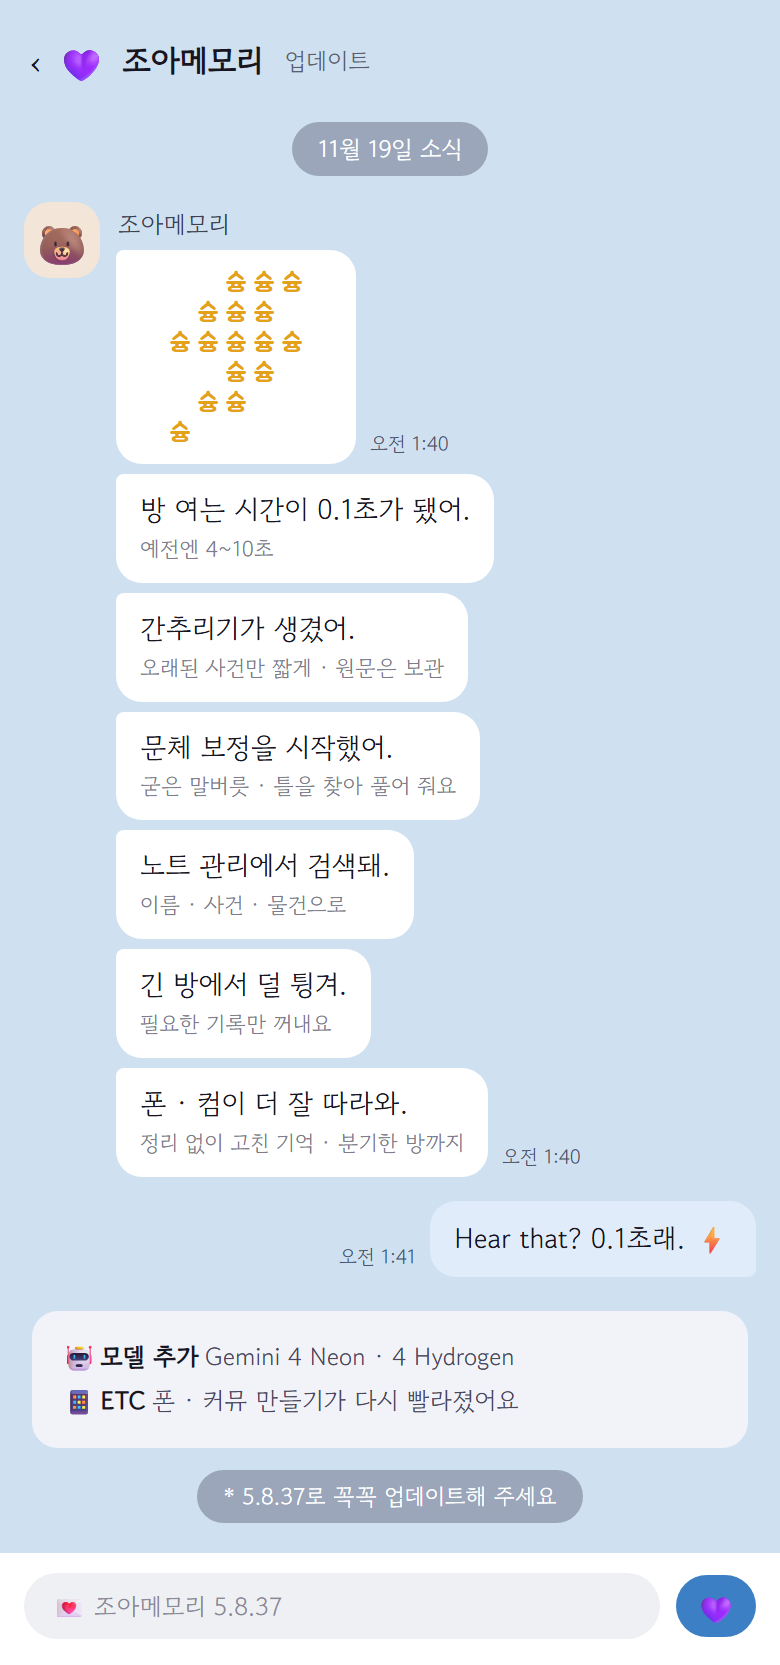 조아메모리 업데이트
11월 19일 소식
조아메모리
슝 슝 슝
슝 슝 슝
슝 슝 슝 슝 슝
슝 슝
슝 슝
슝
오전 1:40
방 여는 시간이 0.1초가 됐어.
예전엔 4~10초
간추리기가 생겼어.
오래된 사건만 짧게 · 원문은 보관
문체 보정을 시작했어.
굳은 말버릇 · 틀을 찾아 풀어 줘요
노트 관리에서 검색돼.
이름 · 사건 · 물건으로
긴 방에서 덜 튕겨.
필요한 기록만 꺼내요
폰 · 컴이 더 잘 따라와.
정리 없이 고친 기억 · 분기한 방까지
오전 1:40
Hear that? 0.1초래. ⚡
오전 1:41
모델 추가 Gemini 4 Neon · 4 Hydrogen
ETC 폰 · 커뮤 만들기가 다시 빨라졌어요
* 5.8.37로 꼭꼭 업데이트해 주세요
조아메모리 5.8.37